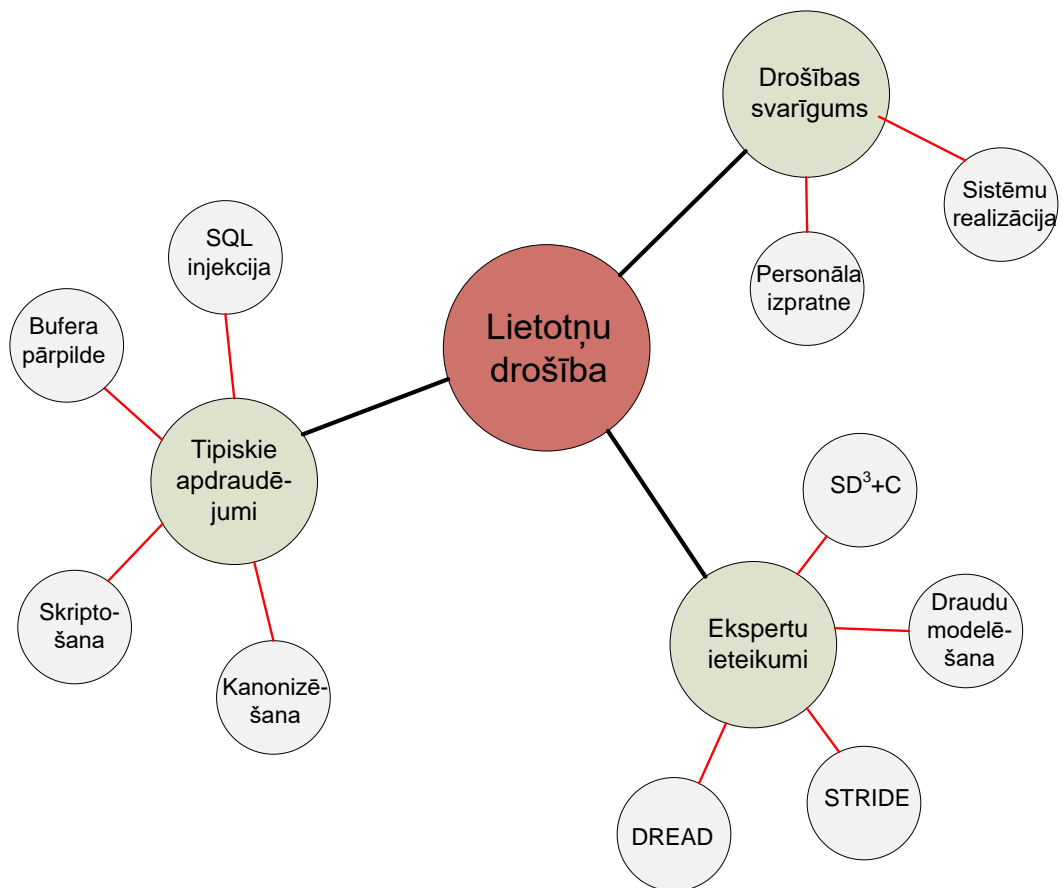 Drošības
svarīgums
Sistēmu
realizācija
Personāla
izpratne
SQL
injekcija
Bufera
pārpilde
Lietotņu
drošība
Tipiskie
apdraudē-
jumi
Skripto-
šana
Kanonizē-
šana
SD³+C
Draudu
modelē-
šana
Ekspertu
ieteikumi
STRIDE
DREAD